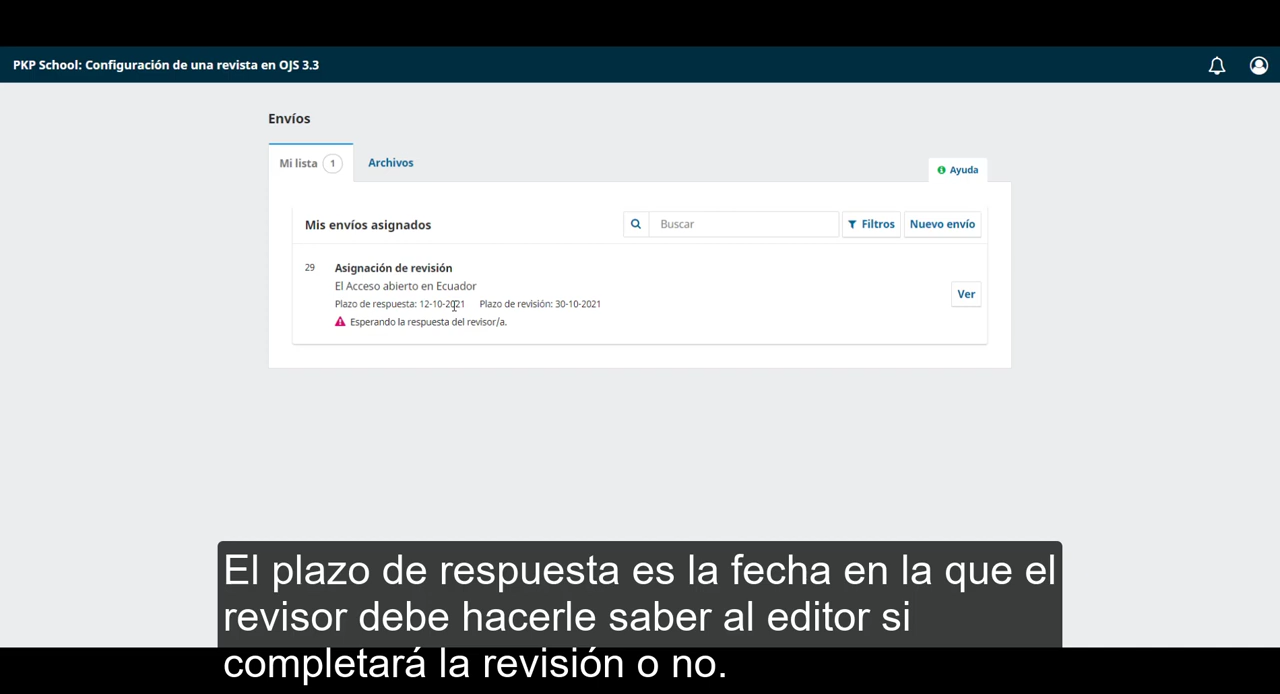 PKP School: Configuración de una revista en OJS 3.3
Envíos
Mi lista 1 Archivos
Ayuda
Mis envíos asignados Buscar Filtros Nuevo envío
29 Asignación de revisión
El Acceso abierto en Ecuador
Plazo de respuesta: 12-10-2021 Plazo de revisión: 30-10-2021
Ver
Esperando la respuesta del revisor/a.
El plazo de respuesta es la fecha en la que el
revisor debe hacerle saber al editor si
completará la revisión o no.